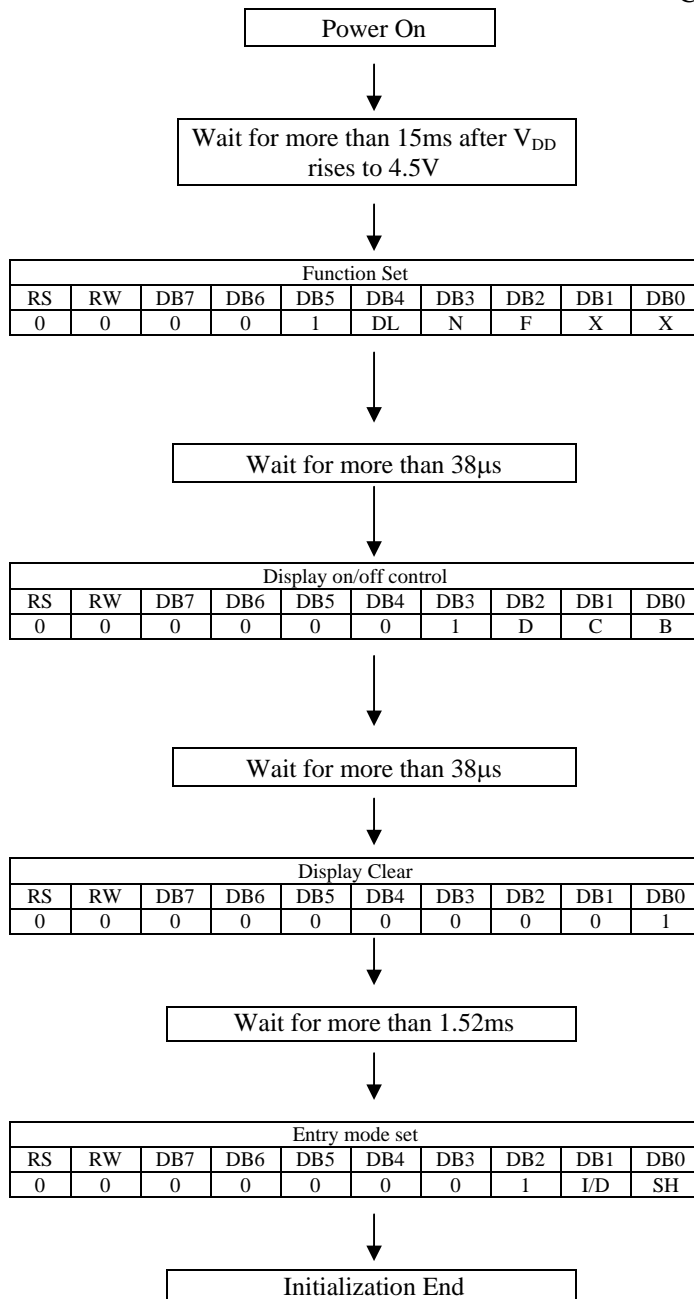 Power On
Wait for more than 15ms after VDD
rises to 4.5V
Function Set
RS RW DB7 DB6 DB5 DB4 DB3 DB2 DB1 DB0
0 0 0 0 1 DL N F X X
Wait for more than 38μs
Display on/off control
RS RW DB7 DB6 DB5 DB4 DB3 DB2 DB1 DB0
0 0 0 0 0 0 1 D C B
Wait for more than 38μs
Display Clear
RS RW DB7 DB6 DB5 DB4 DB3 DB2 DB1 DB0
0 0 0 0 0 0 0 0 0 1
Wait for more than 1.52ms
Entry mode set
RS RW DB7 DB6 DB5 DB4 DB3 DB2 DB1 DB0
0 0 0 0 0 0 0 1 I/D SH
Initialization End